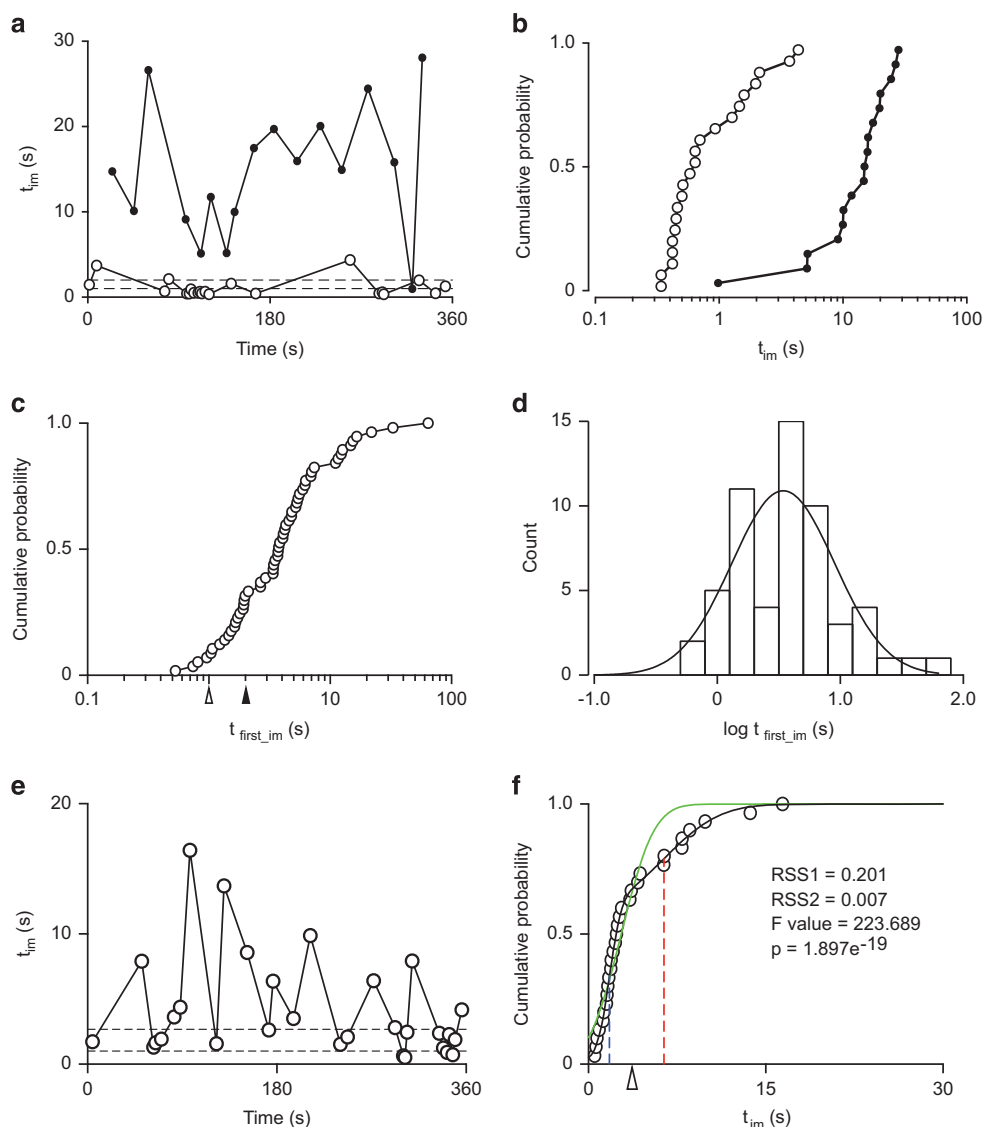 a
30
20
10
0
t_im (s)
0 180 360
Time (s)
b
1.0
0.5
0
Cumulative probability
0.1 1 10 100
t_im (s)
c
1.0
0.5
0
Cumulative probability
0.1 1 10 100
t first_im (s)
d
15
10
5
0
Count
-1.0 0 1.0 2.0
log t first_im (s)
e
20
10
0
t_im (s)
0 180 360
Time (s)
f
1.0
0.5
0
Cumulative probability
RSS1 = 0.201
RSS2 = 0.007
F value = 223.689
p = 1.897e-19
0 15 30
t_im (s)